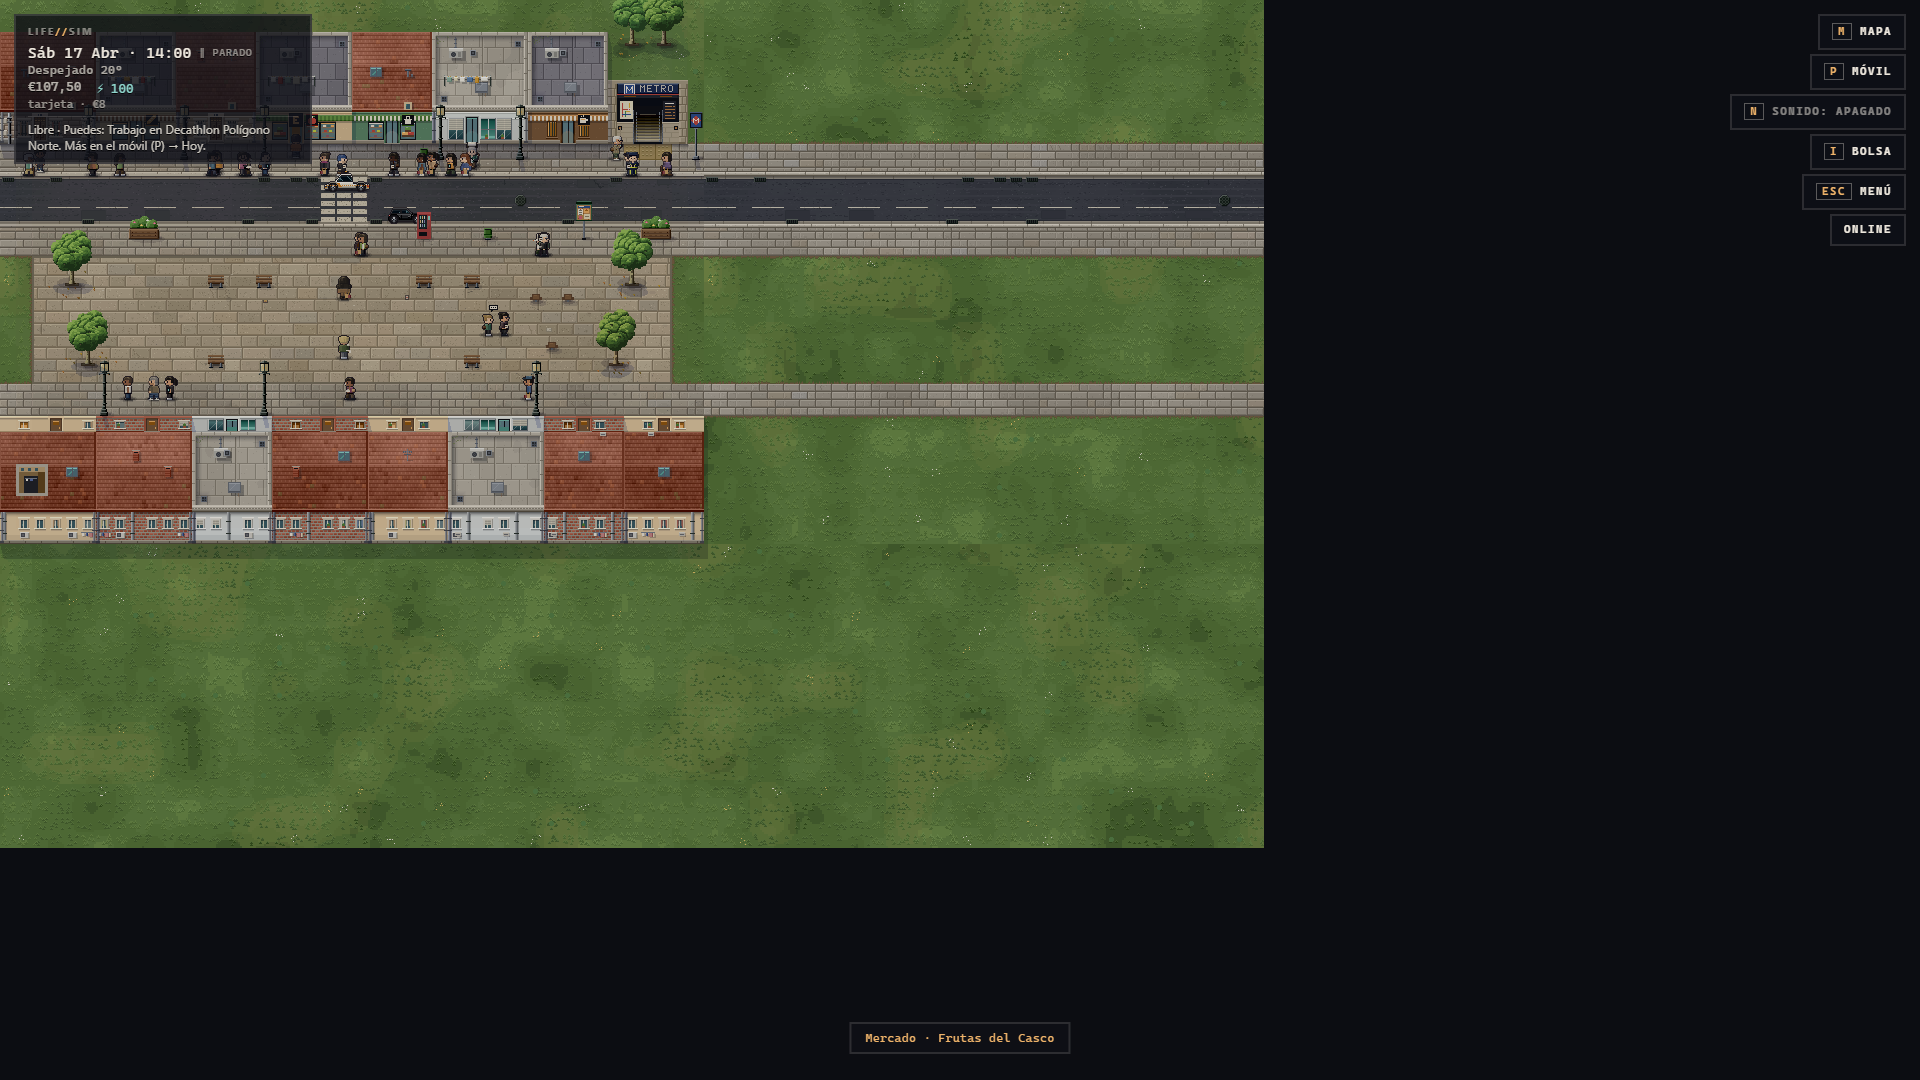 LIFE//SIM
Sáb 17 Abr · 14:00 PARADO
Despejado 20°
€107,50 ⚡ 100
tarjeta · €8
Libre · Puedes: Trabajo en Decathlon Polígono
Norte. Más en el móvil (P) → Hoy.
M METRO
M
M MAPA
P MÓVIL
N SONIDO: APAGADO
I BOLSA
ESC MENÚ
ONLINE
Mercado · Frutas del Casco